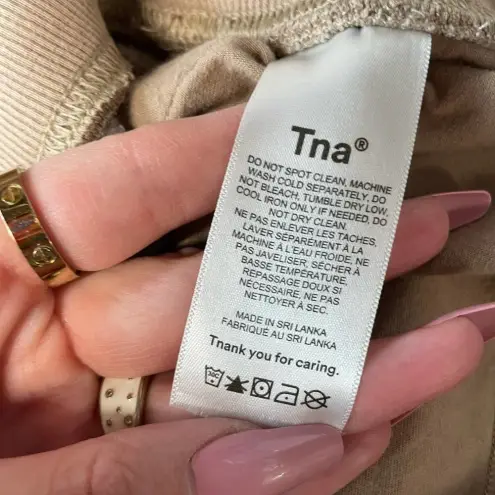 Tna®
DO NOT SPOT CLEAN, MACHINE
WASH COLD SEPARATELY, DO
NOT BLEACH, TUMBLE DRY LOW,
COOL IRON ONLY IF NEEDED, DO
NOT DRY CLEAN.
NE PAS ENLEVER LES TACHES,
LAVER SÉPARÉMENT À LA
MACHINE À L'EAU FROIDE, NE
PAS JAVELISER, SÉCHER À
BASSE TEMPÉRATURE,
REPASSAGE DOUX SI
NÉCESSAIRE, NE PAS
NETTOYER À SEC.
MADE IN SRI LANKA
FABRIQUÉ AU SRI LANKA
Thank you for caring.
30C